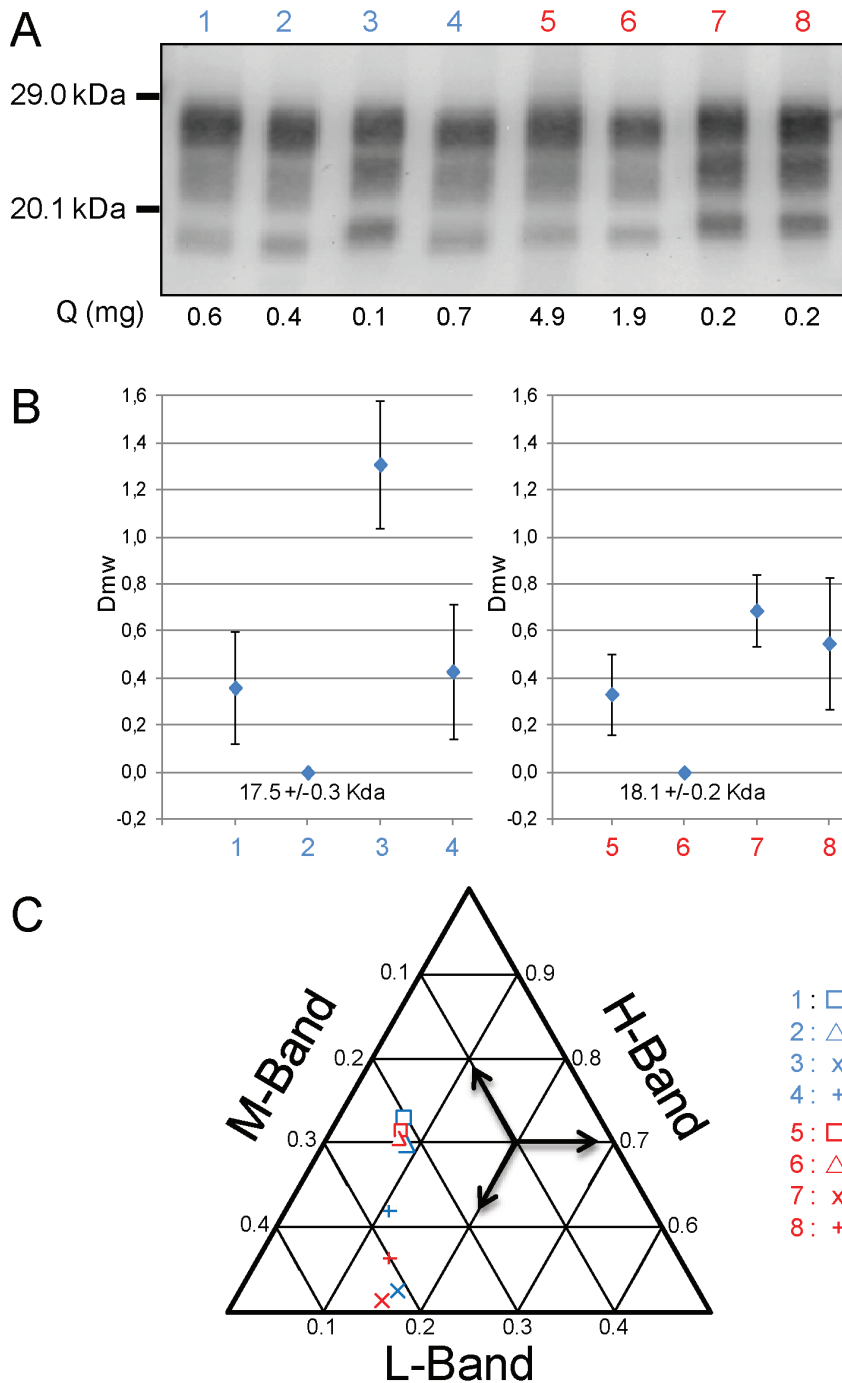 A 1 2 3 4 5 6 7 8
29.0 kDa
20.1 kDa
Q (mg) 0.6 0.4 0.1 0.7 4.9 1.9 0.2 0.2
B
1,6 1,6
1,4 1,4
1,2 1,2
1,0 1,0
0,8 0,8
0,6 0,6
0,4 0,4
0,2 0,2
0,0 0,0
-0,2 -0,2
Dmw Dmw
17.5 +/-0.3 Kda 18.1 +/-0.2 Kda
1 2 3 4 5 6 7 8
C
M-Band
H-Band
0.1 0.9
0.2 0.8
0.3 0.7
0.4 0.6
0.1 0.2 0.3 0.4
L-Band
1 : □
2 : △
3 : x
4 : +
5 : □
6 : △
7 : x
8 : +